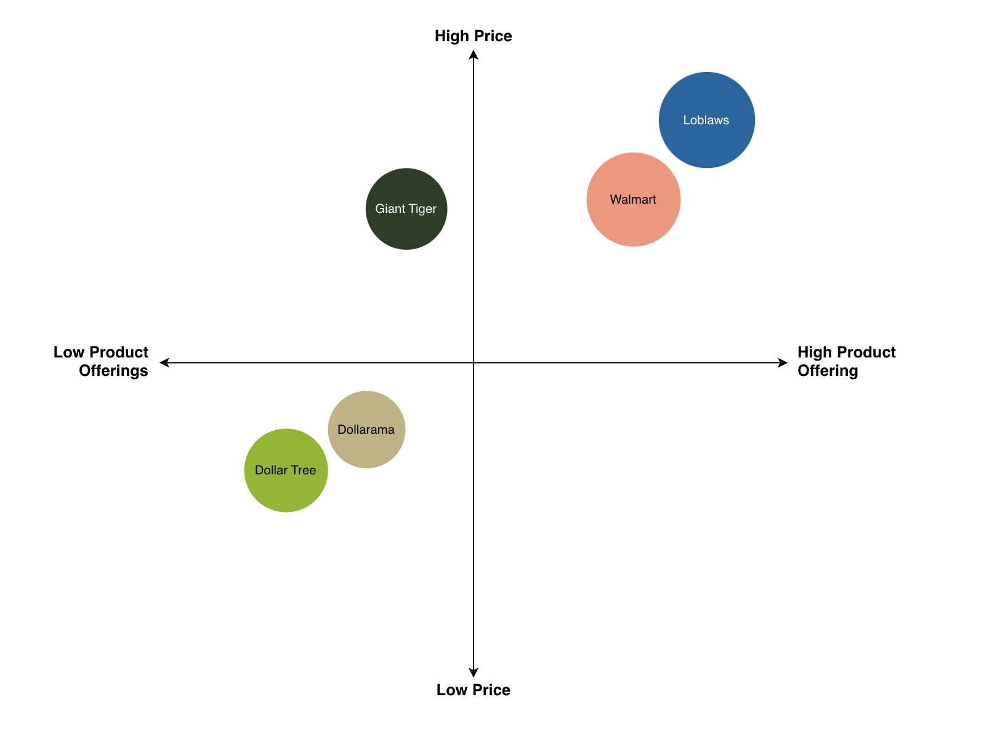 High Price
Loblaws
Walmart
Giant Tiger
Low Product
Offerings
High Product
Offering
Dollarama
Dollar Tree
Low Price